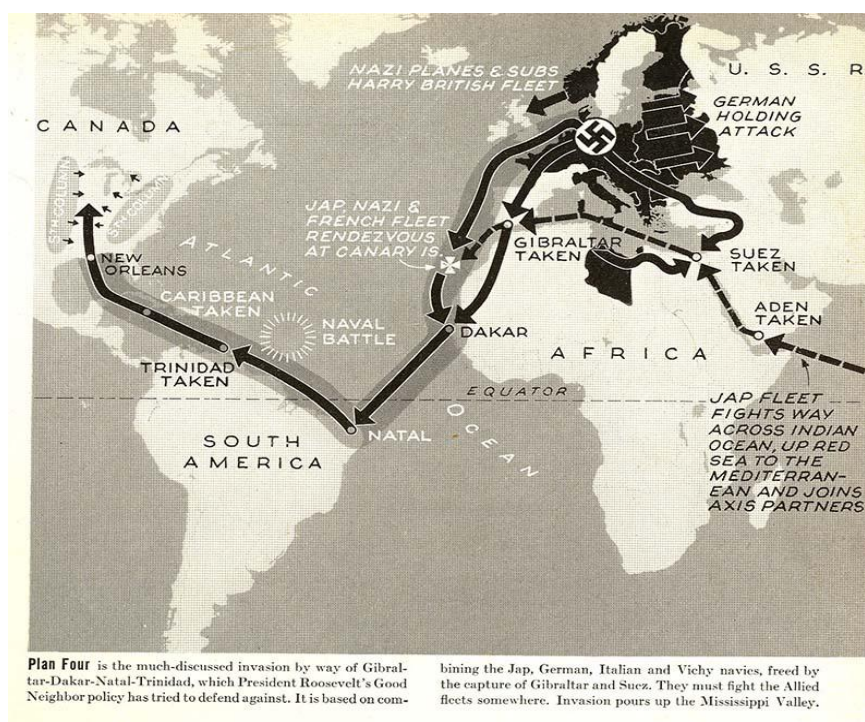 NAZI PLANES & SUBS
HARRY BRITISH FLEET
U. S. S. R
GERMAN
HOLDING
ATTACK
CANADA
5TH COLUMN
5TH COLUMN
JAP, NAZI &
FRENCH FLEET
RENDEZVOUS
AT CANARY IS.
GIBRALTAR
TAKEN
SUEZ
TAKEN
ATLANTIC
NEW
ORLEANS
CARIBBEAN
TAKEN
NAVAL
BATTLE
DAKAR
ADEN
TAKEN
TRINIDAD
TAKEN
AFRICA
EQUATOR
OCEAN
NATAL
SOUTH
AMERICA
JAP FLEET
FIGHTS WAY
ACROSS INDIAN
OCEAN, UP RED
SEA TO THE
MEDITERRAN-
EAN AND JOINS
AXIS PARTNERS
Plan Four is the much-discussed invasion by way of Gibral-
tar-Dakar-Natal-Trinidad, which President Roosevelt's Good
Neighbor policy has tried to defend against. It is based on com-
bining the Jap, German, Italian and Vichy navies, freed by
the capture of Gibraltar and Suez. They must fight the Allied
fleets somewhere. Invasion pours up the Mississippi Valley.